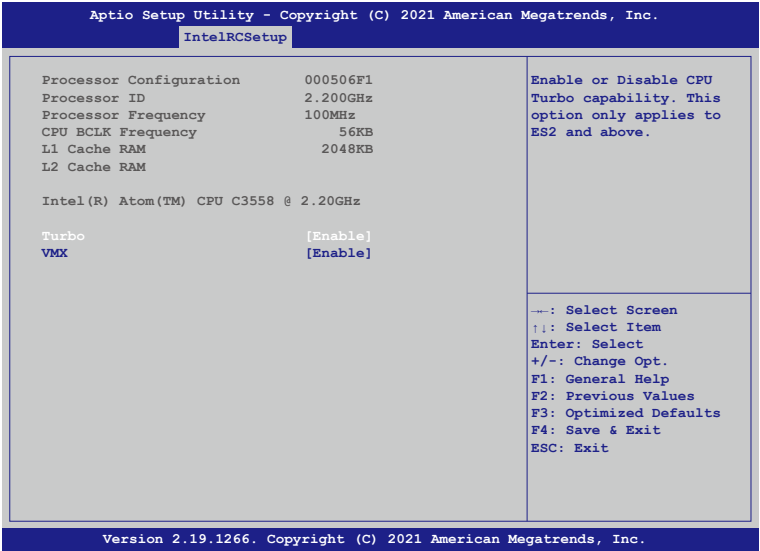 Aptio Setup Utility - Copyright (C) 2021 American Megatrends, Inc.
IntelRCSetup
Processor Configuration 000506F1
Processor ID 2.200GHz
Processor Frequency 100MHz
CPU BCLK Frequency 56KB
L1 Cache RAM 2048KB
L2 Cache RAM
Intel(R) Atom(TM) CPU C3558 @ 2.20GHz
Turbo [Enable]
VMX [Enable]
Enable or Disable CPU
Turbo capability. This
option only applies to
ES2 and above.
→←: Select Screen
↑↓: Select Item
Enter: Select
+/-: Change Opt.
F1: General Help
F2: Previous Values
F3: Optimized Defaults
F4: Save & Exit
ESC: Exit
Version 2.19.1266. Copyright (C) 2021 American Megatrends, Inc.